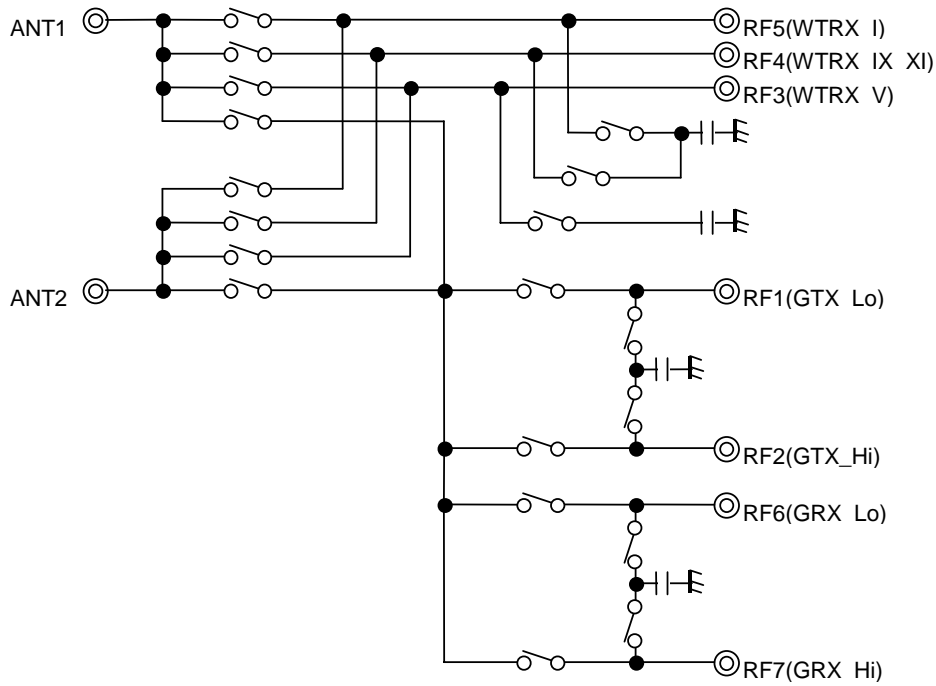 ANT1
RF5(WTRX I)
RF4(WTRX IX XI)
RF3(WTRX V)
ANT2
RF1(GTX Lo)
RF2(GTX_Hi)
RF6(GRX Lo)
RF7(GRX Hi)